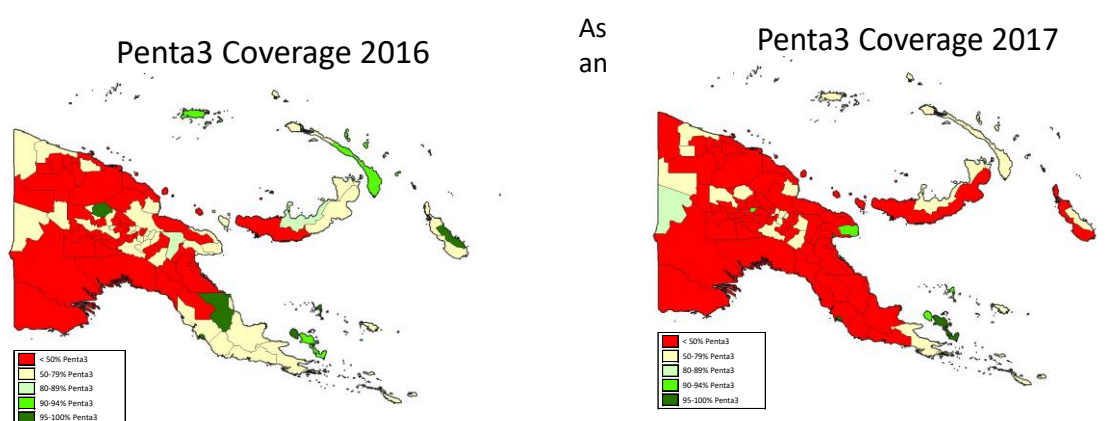 Penta3 Coverage 2016
As
an
Penta3 Coverage 2017
< 50% Penta3
50-79% Penta3
80-89% Penta3
90-94% Penta3
95-100% Penta3
< 50% Penta3
50-79% Penta3
80-89% Penta3
90-94% Penta3
95-100% Penta3